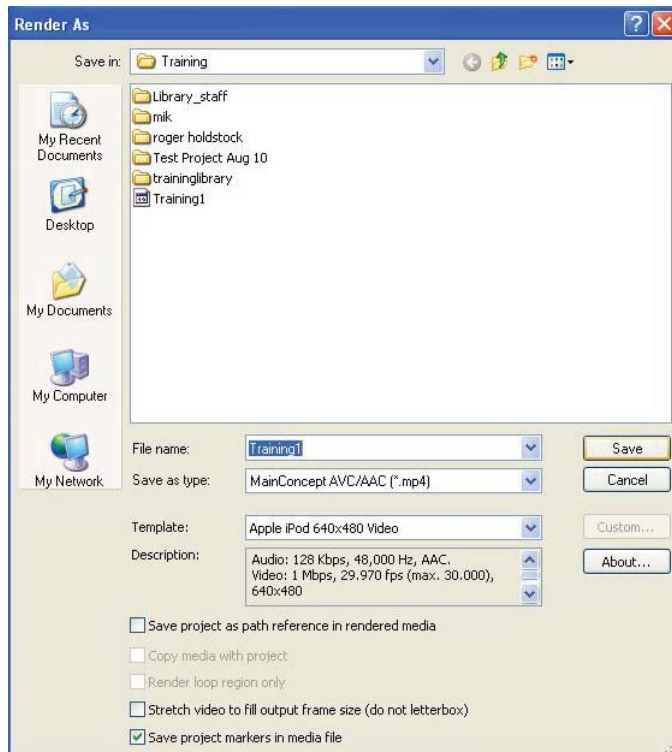 Render As
Save in:
Training
My Recent
Documents
Desktop
My Documents
My Computer
My Network
Library_staff
mik
roger holdstock
Test Project Aug 10
traininglibrary
Training1
File name:
Training1
Save
Save as type:
MainConcept AVC/AAC (*.mp4)
Cancel
Template:
Apple iPod 640x480 Video
Custom...
Description:
Audio: 128 Kbps, 48,000 Hz, AAC.
Video: 1 Mbps, 29.970 fps (max. 30.000),
640x480
About...
Save project as path reference in rendered media
Copy media with project
Render loop region only
Stretch video to fill output frame size (do not letterbox)
Save project markers in media file